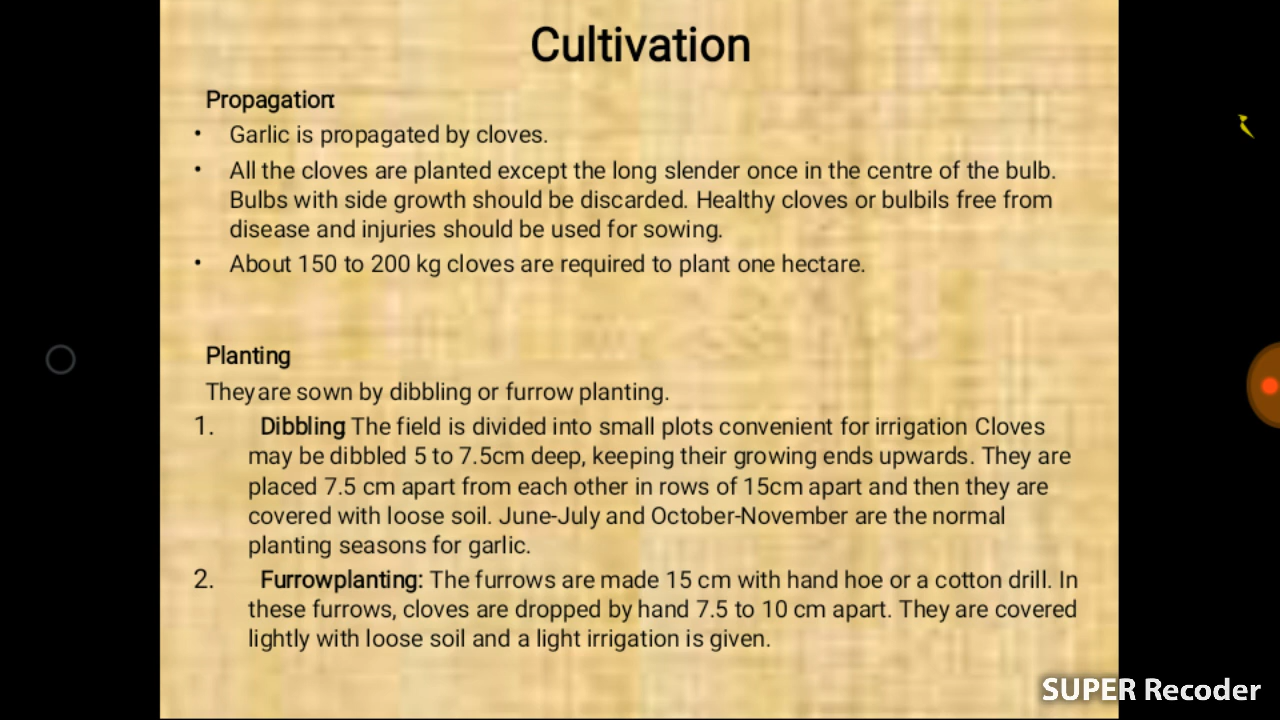 Cultivation
Propagation:
• Garlic is propagated by cloves.
• All the cloves are planted except the long slender once in the centre of the bulb.
Bulbs with side growth should be discarded. Healthy cloves or bulbils free from
disease and injuries should be used for sowing.
• About 150 to 200 kg cloves are required to plant one hectare.
Planting
They are sown by dibbling or furrow planting.
1. Dibbling The field is divided into small plots convenient for irrigation Cloves
may be dibbled 5 to 7.5cm deep, keeping their growing ends upwards. They are
placed 7.5 cm apart from each other in rows of 15cm apart and then they are
covered with loose soil. June-July and October-November are the normal
planting seasons for garlic.
2. Furrowplanting: The furrows are made 15 cm with hand hoe or a cotton drill. In
these furrows, cloves are dropped by hand 7.5 to 10 cm apart. They are covered
lightly with loose soil and a light irrigation is given.
SUPER Recoder